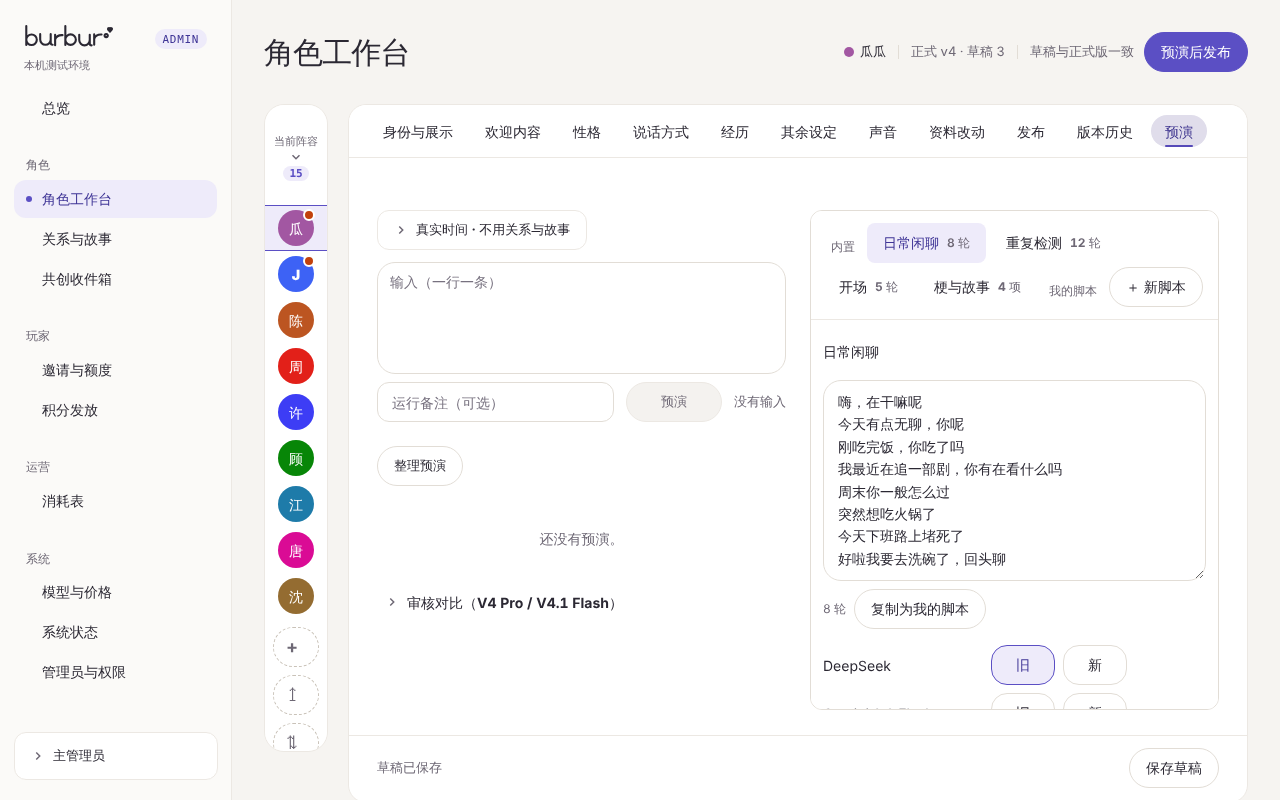 burbur
ADMIN
本机测试环境
总览
角色
角色工作台
关系与故事
共创收件箱
玩家
邀请与额度
积分发放
运营
消耗表
系统
模型与价格
系统状态
管理员与权限
主管理员
角色工作台
瓜瓜
正式 v4 · 草稿 3
草稿与正式版一致
预演后发布
当前阵容
15
瓜
J
陈
周
许
顾
江
唐
沈
+
身份与展示 欢迎内容 性格 说话方式 经历 其余设定 声音 资料改动 发布 版本历史 预演
真实时间 · 不用关系与故事
输入（一行一条）
运行备注（可选）
预演
没有输入
整理预演
还没有预演。
审核对比（V4 Pro / V4.1 Flash）
内置 日常闲聊 8 轮 重复检测 12 轮
开场 5 轮 梗与故事 4 项 我的脚本 ＋ 新脚本
日常闲聊
嗨，在干嘛呢
今天有点无聊，你呢
刚吃完饭，你吃了吗
我最近在追一部剧，你有在看什么吗
周末你一般怎么过
突然想吃火锅了
今天下班路上堵死了
好啦我要去洗碗了，回头聊
8 轮 复制为我的脚本
DeepSeek 旧 新
草稿已保存
保存草稿